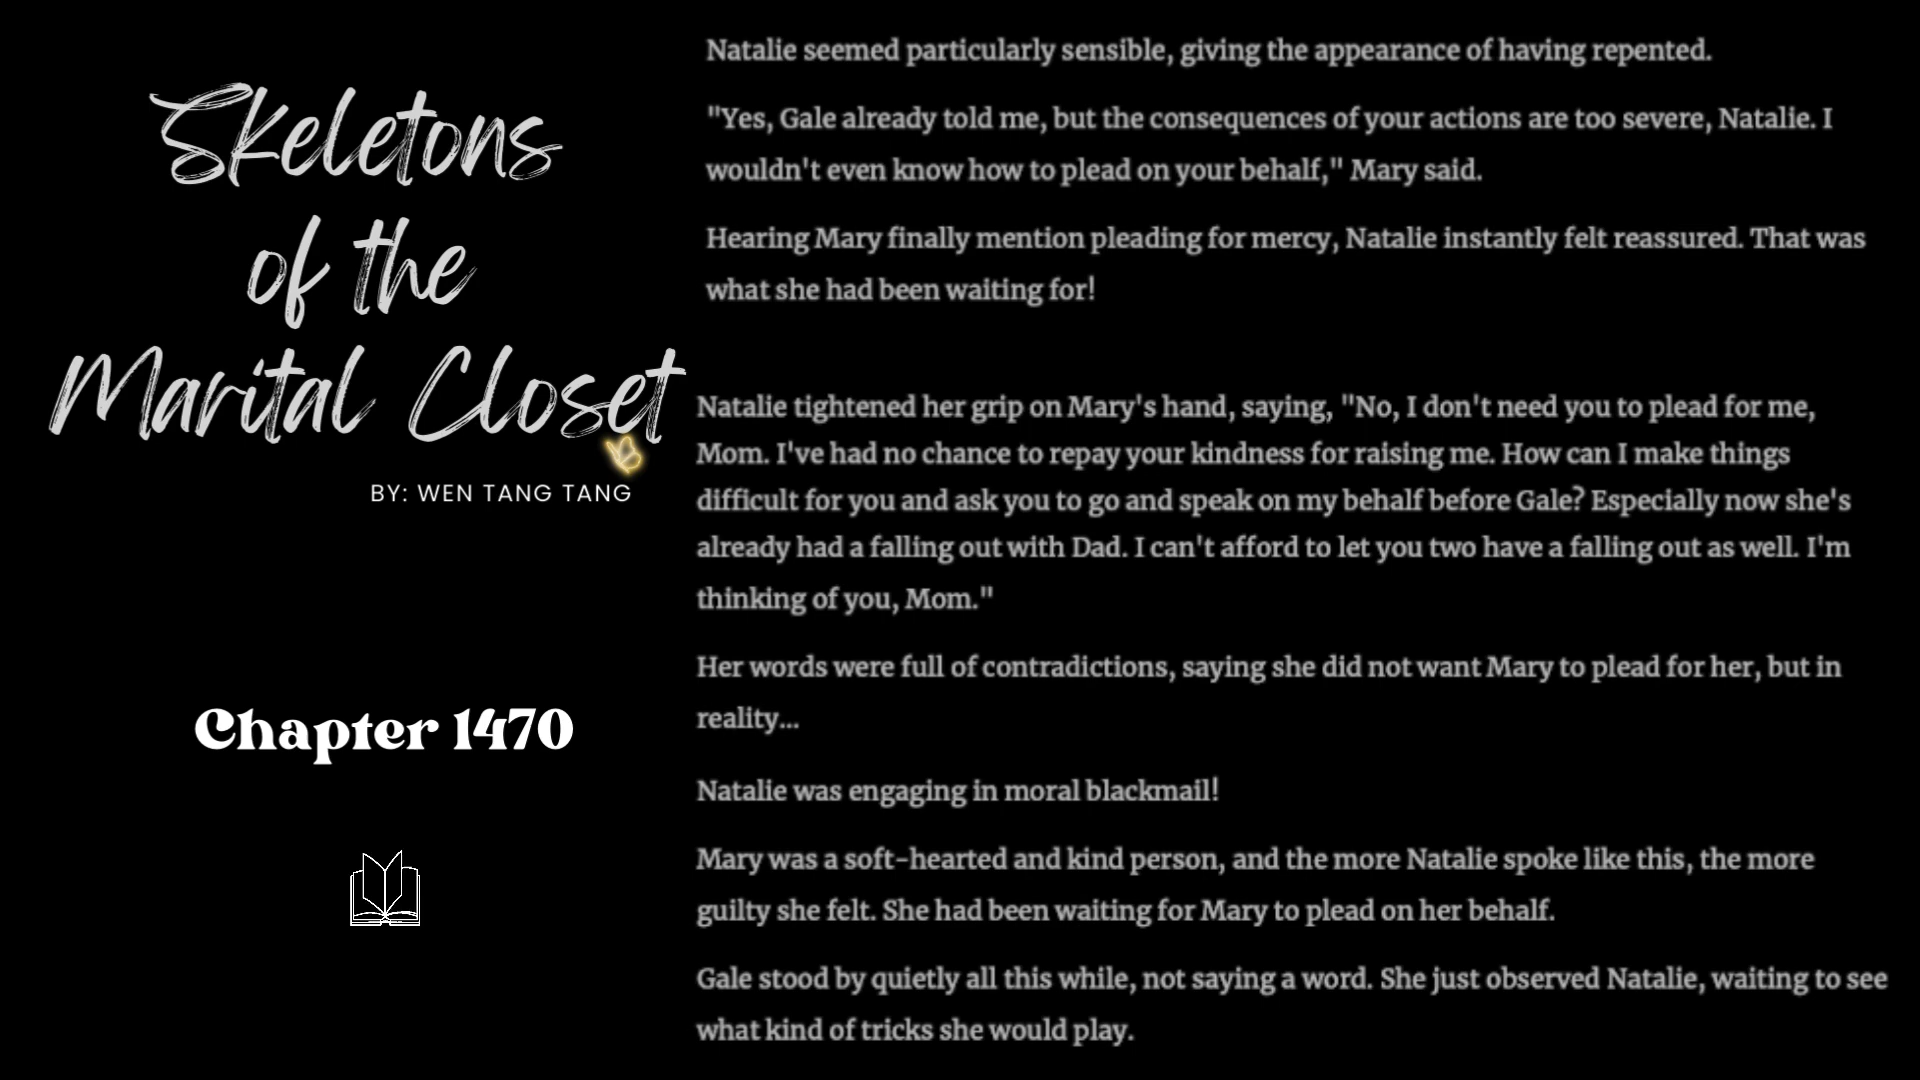 Skeletons
of the
Marital Closet
BY: WEN TANG TANG
Chapter 1470
Natalie seemed particularly sensible, giving the appearance of having repented.
"Yes, Gale already told me, but the consequences of your actions are too severe, Natalie. I
wouldn't even know how to plead on your behalf," Mary said.
Hearing Mary finally mention pleading for mercy, Natalie instantly felt reassured. That was
what she had been waiting for!
Natalie tightened her grip on Mary's hand, saying, "No, I don't need you to plead for me,
Mom. I've had no chance to repay your kindness for raising me. How can I make things
difficult for you and ask you to go and speak on my behalf before Gale? Especially now she's
already had a falling out with Dad. I can't afford to let you two have a falling out as well. I'm
thinking of you, Mom."
Her words were full of contradictions, saying she did not want Mary to plead for her, but in
reality...
Natalie was engaging in moral blackmail!
Mary was a soft-hearted and kind person, and the more Natalie spoke like this, the more
guilty she felt. She had been waiting for Mary to plead on her behalf.
Gale stood by quietly all this while, not saying a word. She just observed Natalie, waiting to see
what kind of tricks she would play.